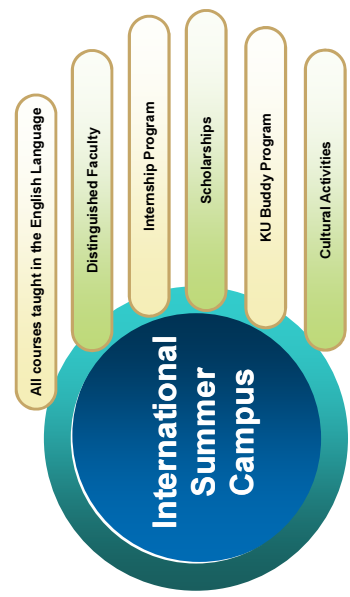 All courses taught in the English Language
Distinguished Faculty
Internship Program
Scholarships
KU Buddy Program
Cultural Activities
International
Summer
Campus